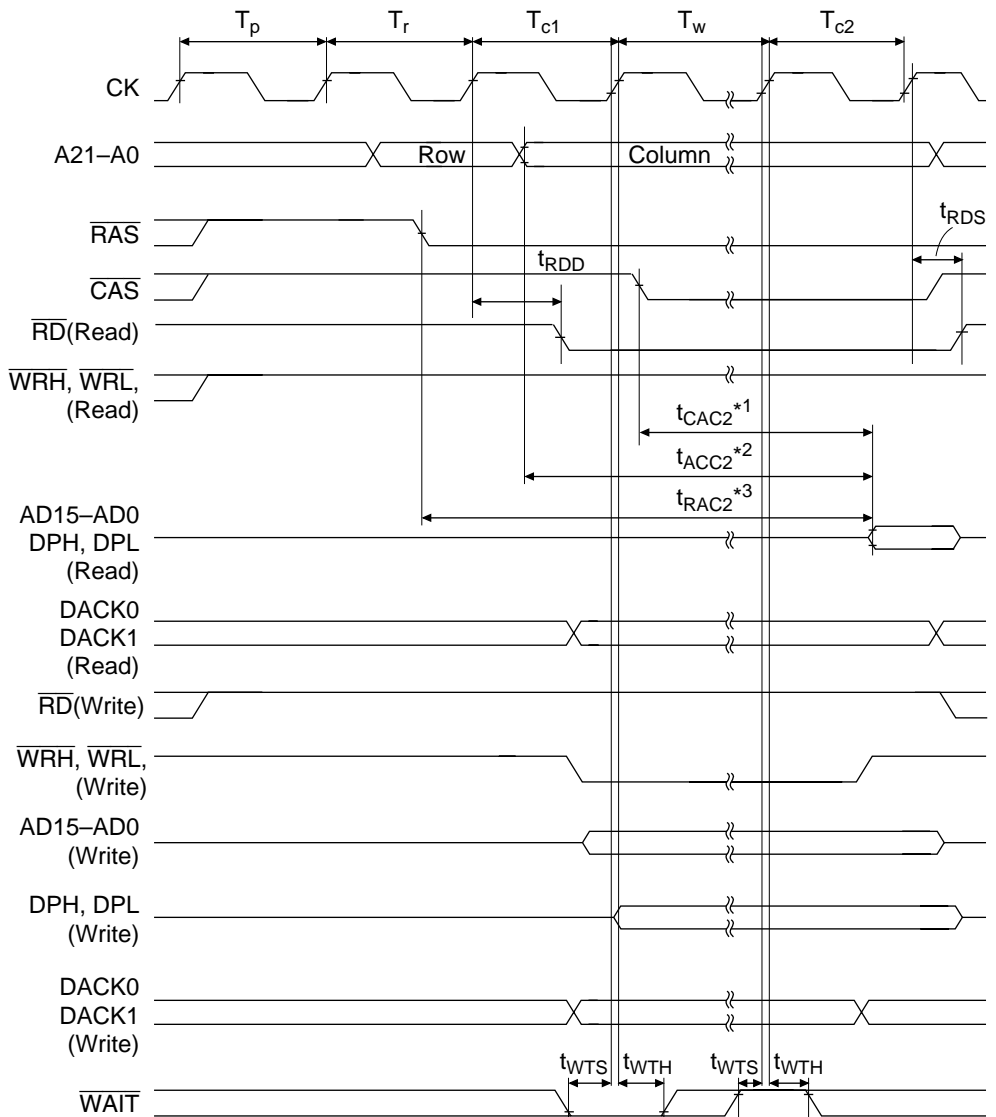 Tp Tr Tc1 Tw Tc2
CK
A21–A0 Row Column
RAS
tRDS
tRDD
CAS
RD(Read)
WRH, WRL,
(Read)
tCAC2*1
tACC2*2
tRAC2*3
AD15–AD0
DPH, DPL
(Read)
DACK0
DACK1
(Read)
RD(Write)
WRH, WRL,
(Write)
AD15–AD0
(Write)
DPH, DPL
(Write)
DACK0
DACK1
(Write)
tWTS tWTH tWTS tWTH
WAIT